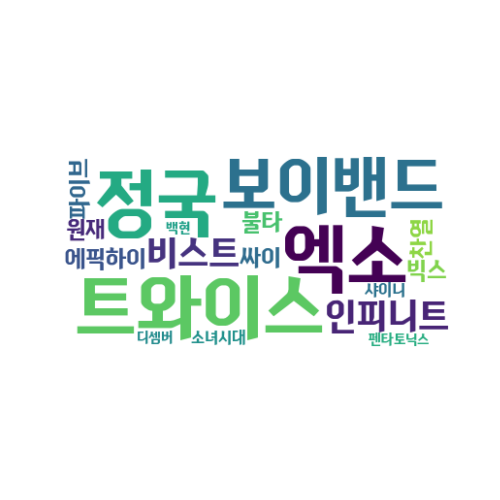 파이브
정국
보이밴드
원재
백현
불타
찬열
에픽하이
비스트
싸이
엑소
빅스
트와이스
샤이니
인피니트
디셈버
소녀시대
펜타토닉스